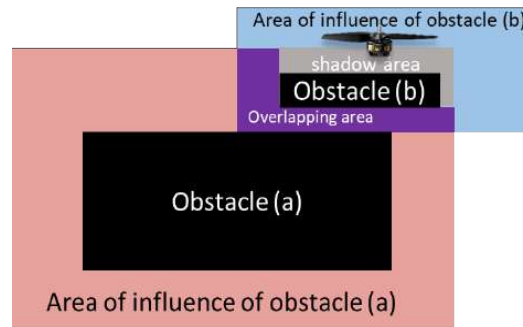 Area of influence of obstacle (b)
shadow area
Obstacle (b)
Overlapping area
Obstacle (a)
Area of influence of obstacle (a)